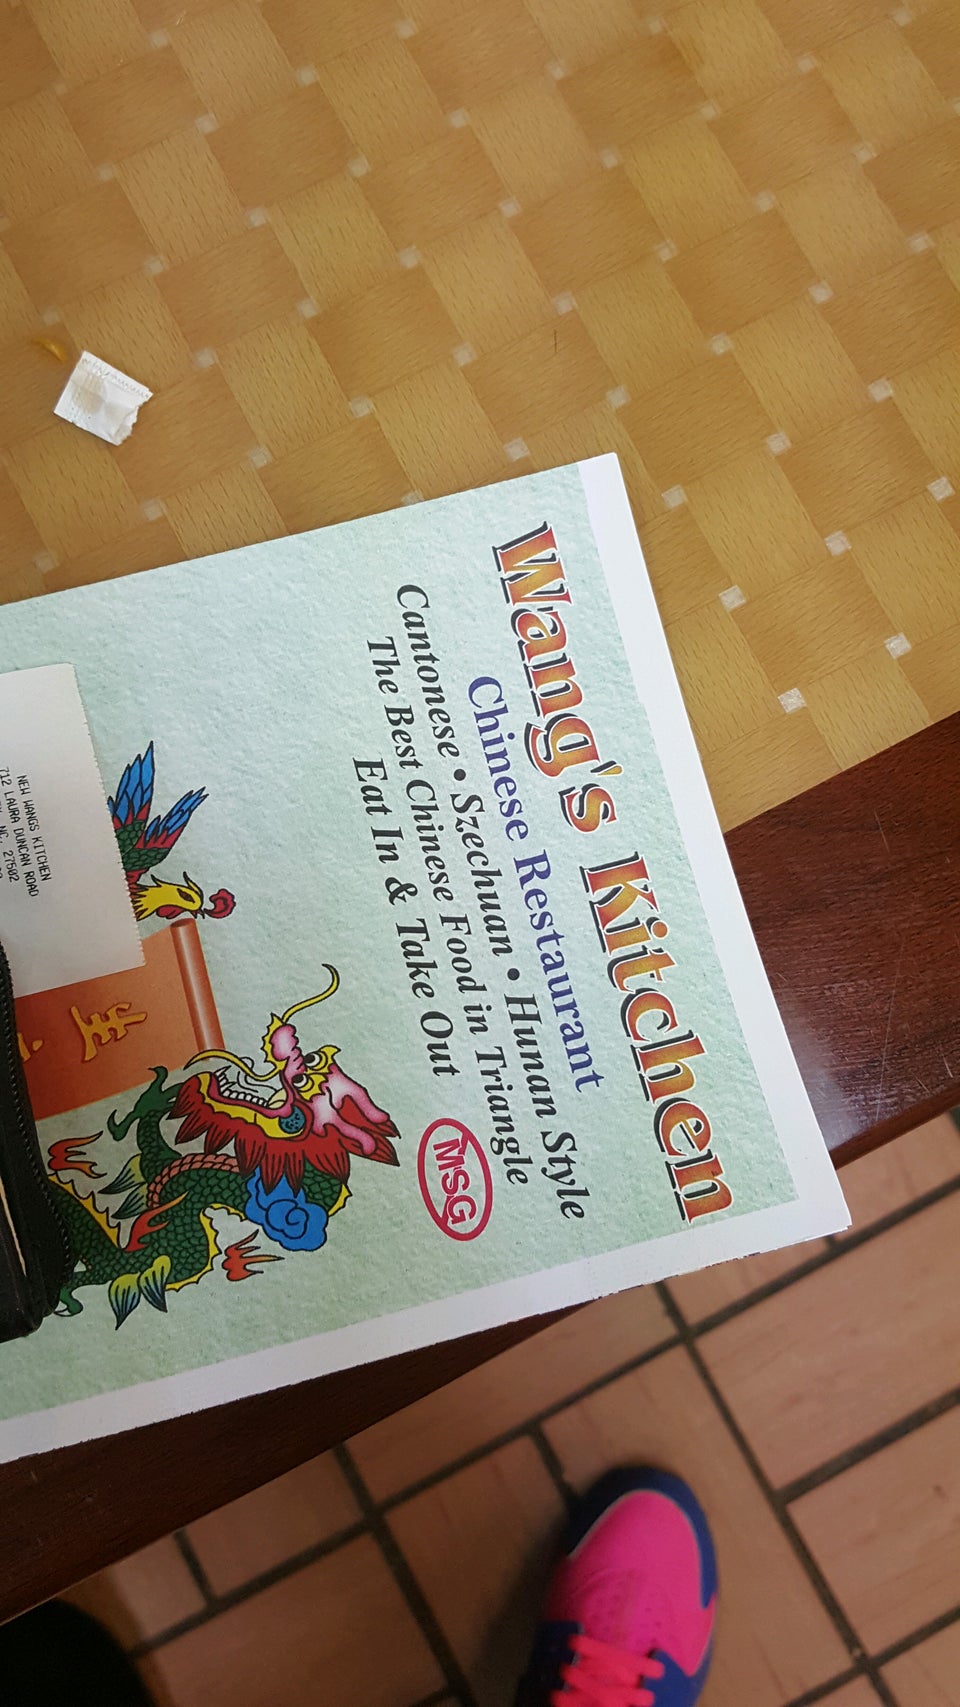 Wang's Kitchen
Chinese Restaurant
Cantonese • Szechuan • Hunan Style
The Best Chinese Food in Triangle
Eat In & Take Out
MSG
NEW WANGS KITCHEN
712 LAURA DUNCAN ROAD
NC, 27502